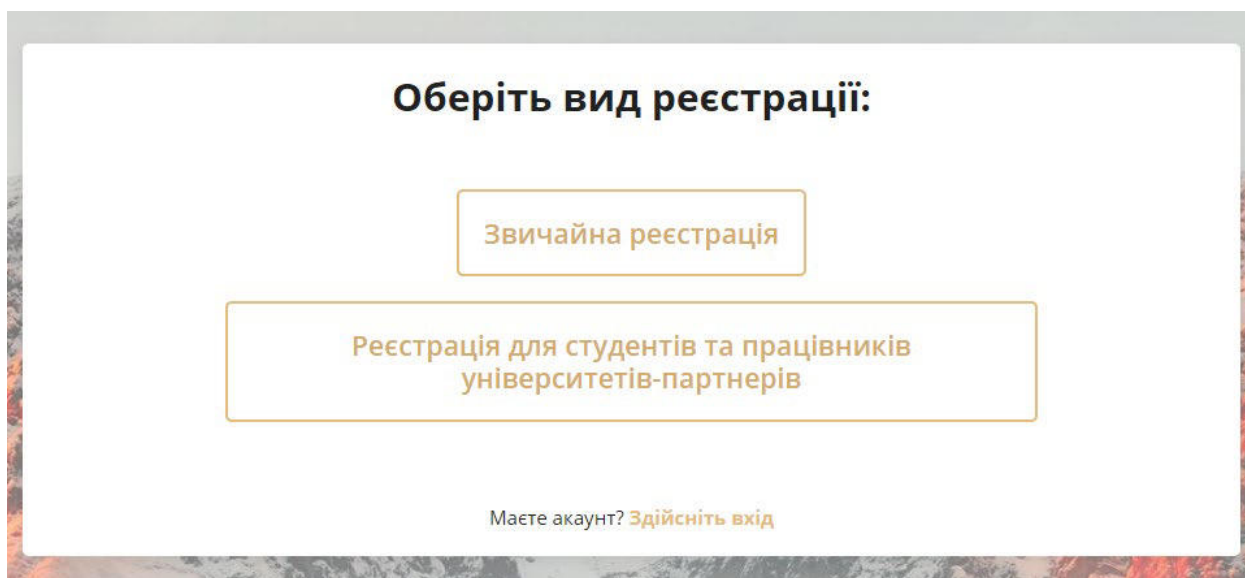 Оберіть вид реєстрації:
Звичайна реєстрація
Реєстрація для студентів та працівників
університетів-партнерів
Маєте акаунт? Здійсніть вхід